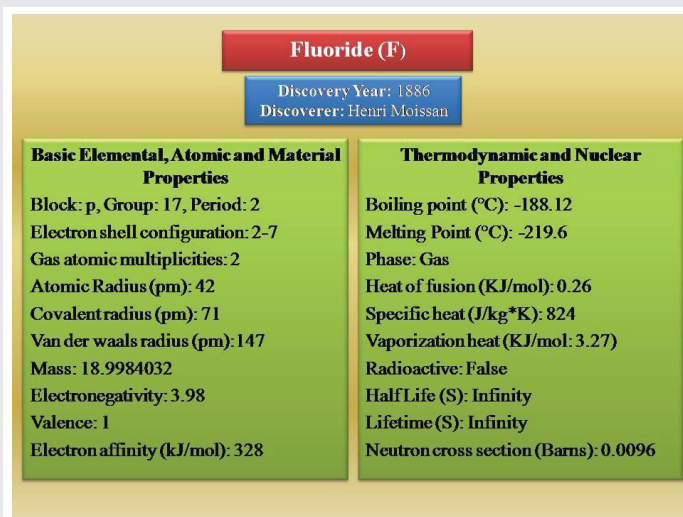 Fluoride (F)
Discovery Year: 1886
Discoverer: Henri Moissan
Basic Elemental, Atomic and Material
Properties
Block: p, Group: 17, Period: 2
Electron shell configuration: 2-7
Gas atomic multiplicities: 2
Atomic Radius (pm): 42
Covalent radius (pm): 71
Van der waals radius (pm): 147
Mass: 18.9984032
Electronegativity: 3.98
Valence: 1
Electron affinity (kJ/mol): 328
Thermodynamic and Nuclear
Properties
Boiling point (°C): -188.12
Melting Point (°C): -219.6
Phase: Gas
Heat of fusion (KJ/mol): 0.26
Specific heat (J/kg*K): 824
Vaporization heat (KJ/mol: 3.27)
Radioactive: False
Half Life (S): Infinity
Lifetime (S): Infinity
Neutron cross section (Barns): 0.0096